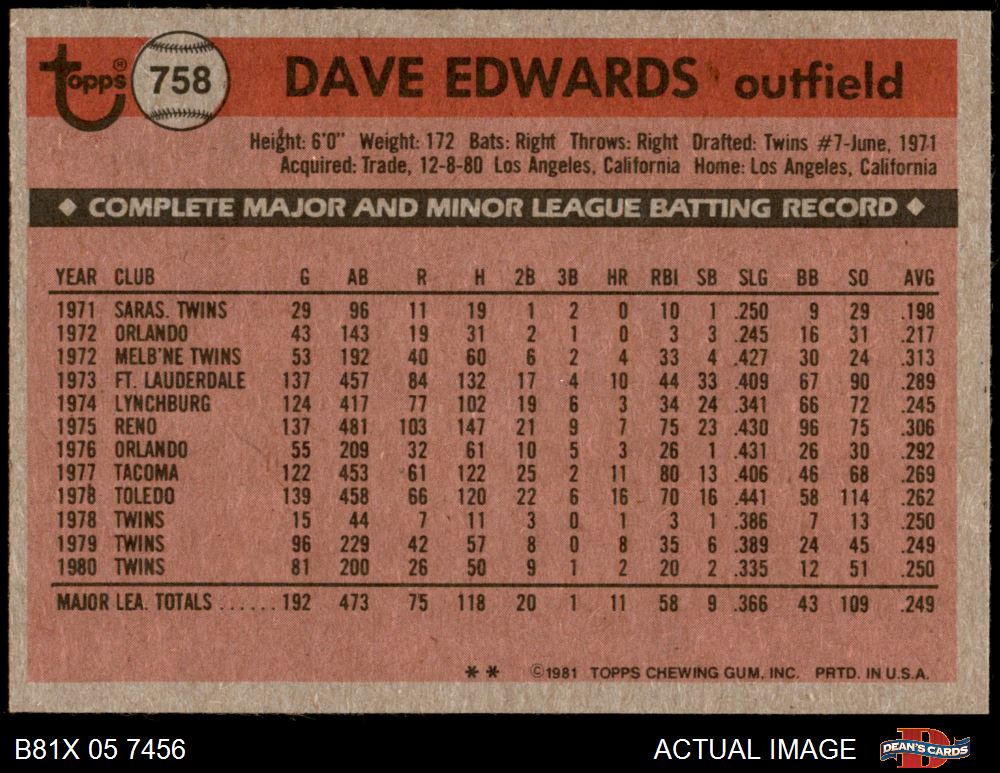 topps® 758 DAVE EDWARDS outfield
Height: 6'0" Weight: 172 Bats: Right Throws: Right Drafted: Twins #7-June, 1971
Acquired: Trade, 12-8-80 Los Angeles, California Home: Los Angeles, California
◆ COMPLETE MAJOR AND MINOR LEAGUE BATTING RECORD ◆
YEAR CLUB G AB R H 2B 3B HR RBI SB SLG BB SO AVG
1971 SARAS. TWINS 29 96 11 19 1 2 0 10 1 .250 9 29 .198
1972 ORLANDO 43 143 19 31 2 1 0 3 3 .245 16 31 .217
1972 MELB'NE TWINS 53 192 40 60 6 2 4 33 4 .427 30 24 .313
1973 FT. LAUDERDALE 137 457 84 132 17 4 10 44 33 .409 67 90 .289
1974 LYNCHBURG 124 417 77 102 19 6 3 34 24 .341 66 72 .245
1975 RENO 137 481 103 147 21 9 7 75 23 .430 96 75 .306
1976 ORLANDO 55 209 32 61 10 5 3 26 1 .431 26 30 .292
1977 TACOMA 122 453 61 122 25 2 11 80 13 .406 46 68 .269
1978 TOLEDO 139 458 66 120 22 6 16 70 16 .441 58 114 .262
1978 TWINS 15 44 7 11 3 0 1 3 1 .386 7 13 .250
1979 TWINS 96 229 42 57 8 0 8 35 6 .389 24 45 .249
1980 TWINS 81 200 26 50 9 1 2 20 2 .335 12 51 .250
MAJOR LEA. TOTALS ...... 192 473 75 118 20 1 11 58 9 .366 43 109 .249
** ©1981 TOPPS CHEWING GUM, INC. PRTD. IN U.S.A.
B81X 05 7456 ACTUAL IMAGE DEAN'S CARDS